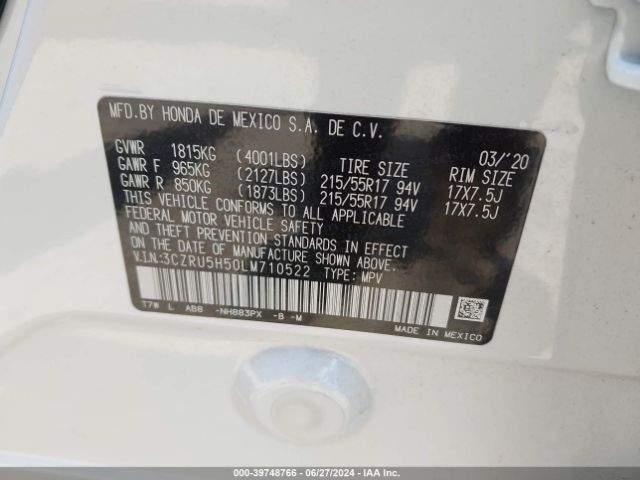 MFD.BY HONDA DE MEXICO S.A. DE C.V.
03/'20
GVWR 1815KG (4001LBS) TIRE SIZE RIM SIZE
GAWR F 965KG (2127LBS) 215/55R17 94V 17X7.5J
GAWR R 850KG (1873LBS) 215/55R17 94V 17X7.5J
THIS VEHICLE CONFORMS TO ALL APPLICABLE
FEDERAL MOTOR VEHICLE SAFETY
AND THEFT PREVENTION STANDARDS IN EFFECT
ON THE DATE OF MANUFACTURE SHOWN ABOVE.
V.I.N:3CZRU5H50LM710522 TYPE: MPV
T7W L AB8 -NH883PX -B -M
MADE IN MEXICO
000-39748766 - 06/27/2024 - IAA Inc.